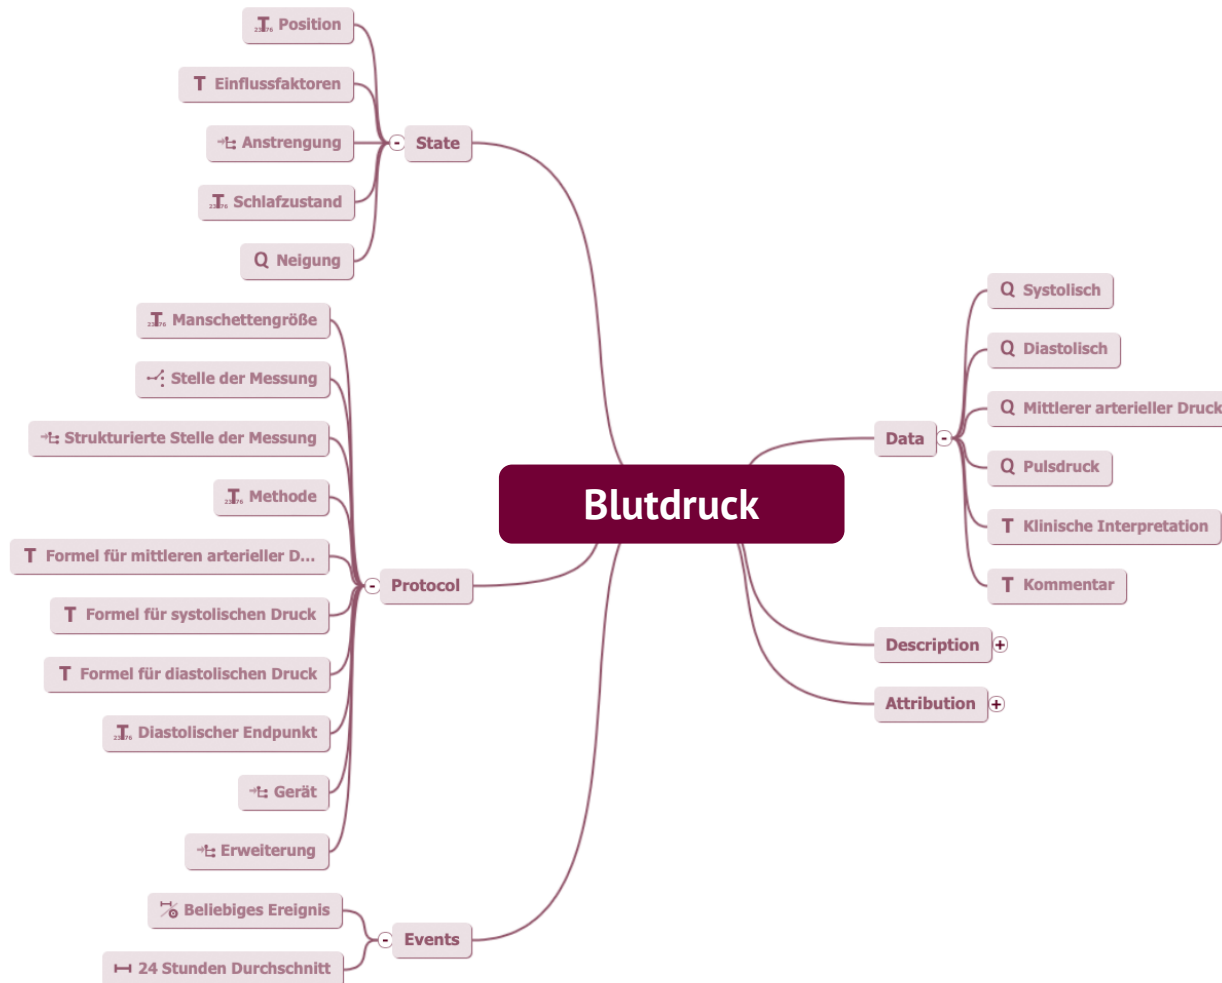 Position
T Einflussfaktoren
Anstrengung
State
Schlafzustand
Q Neigung
Manschettengröße
Stelle der Messung
Strukturierte Stelle der Messung
Methode
T Formel für mittleren arterieller D...
Protocol
T Formel für systolischen Druck
T Formel für diastolischen Druck
Diastolischer Endpunkt
Gerät
Erweiterung
Beliebiges Ereignis
Events
24 Stunden Durchschnitt
Blutdruck
Q Systolisch
Q Diastolisch
Q Mittlerer arterieller Druck
Data
Q Pulsdruck
T Klinische Interpretation
T Kommentar
Description
Attribution